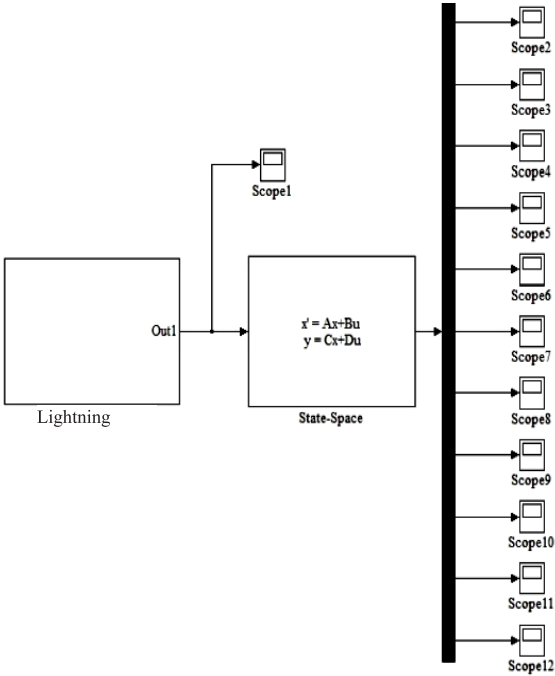 Scope2
Scope3
Scope4
Scope1
Scope5
Scope6
Out1
x' = Ax+Bu
y = Cx+Du
Scope7
Lightning
State-Space
Scope8
Scope9
Scope10
Scope11
Scope12